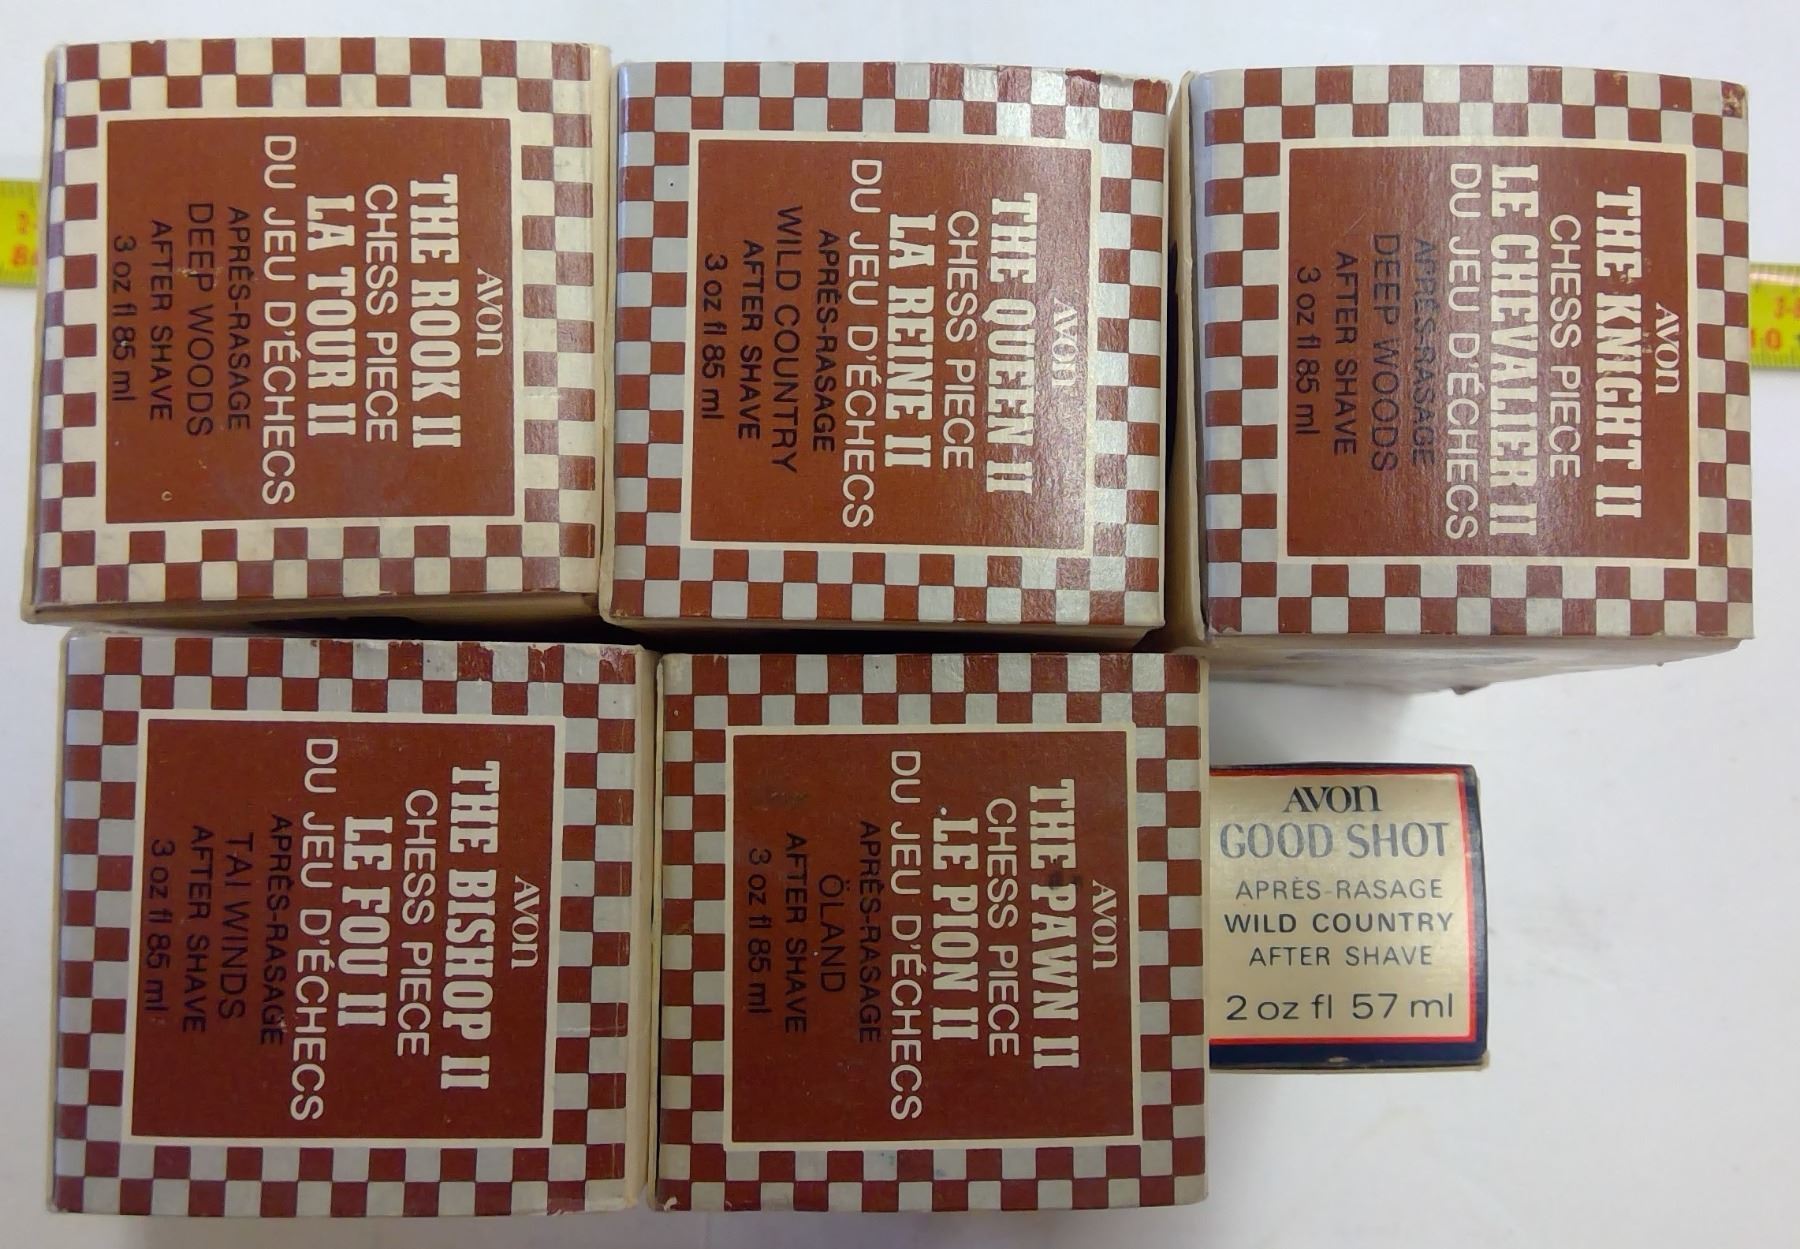 AVON
THE ROOK II
CHESS PIECE
LA TOUR II
DU JEU D'ÉCHECS
APRÈS-RASAGE
DEEP WOODS
AFTER SHAVE
3 oz fl 85 ml
AVON
THE QUEEN II
CHESS PIECE
LA REINE II
DU JEU D'ÉCHECS
APRÈS-RASAGE
WILD COUNTRY
AFTER SHAVE
3 oz fl 85 ml
AVON
THE KNIGHT II
CHESS PIECE
LE CHEVALIER II
DU JEU D'ÉCHECS
APRÈS-RASAGE
DEEP WOODS
AFTER SHAVE
3 oz fl 85 ml
AVON
THE BISHOP II
CHESS PIECE
LE FOU II
DU JEU D'ÉCHECS
APRÈS-RASAGE
TAI WINDS
AFTER SHAVE
3 oz fl 85 ml
AVON
THE PAWN II
CHESS PIECE
LE PION II
DU JEU D'ÉCHECS
APRÈS-RASAGE
ÖLAND
AFTER SHAVE
3 oz fl 85 ml
AVON
GOOD SHOT
APRÈS-RASAGE
WILD COUNTRY
AFTER SHAVE
2 oz fl 57 ml